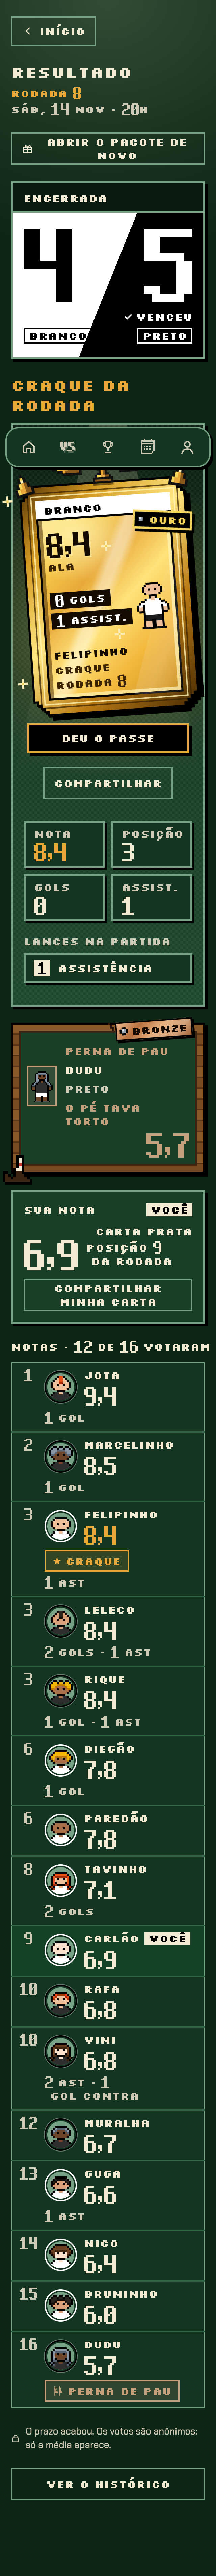 INÍCIO
RESULTADO
RODADA 8
SÁB, 14 NOV · 20H
ABRIR O PACOTE DE
NOVO
ENCERRADA
4
5
VENCEU
BRANCO
PRETO
CRAQUE DA
RODADA
VS
BRANCO
OURO
8,4
ALA
0 GOLS
1 ASSIST.
FELIPINHO
CRAQUE
RODADA 8
DEU O PASSE
COMPARTILHAR
NOTA
8,4
POSIÇÃO
3
GOLS
0
ASSIST.
1
LANCES NA PARTIDA
1 ASSISTÊNCIA
BRONZE
PERNA DE PAU
DUDU
PRETO
O PÉ TAVA
TORTO
5,7
SUA NOTA
VOCÊ
6,9
CARTA PRATA
POSIÇÃO 9
DA RODADA
COMPARTILHAR
MINHA CARTA
NOTAS · 12 DE 16 VOTARAM
1 JOTA
9,4
1 GOL
2 MARCELINHO
8,5
1 GOL
3 FELIPINHO
8,4
CRAQUE
1 AST
3 LELECO
8,4
2 GOLS · 1 AST
3 RIQUE
8,4
1 GOL · 1 AST
6 DIEGÃO
7,8
1 GOL
6 PAREDÃO
7,8
8 TAVINHO
7,1
2 GOLS
9 CARLÃO VOCÊ
6,9
10 RAFA
6,8
10 VINI
6,8
2 AST · 1
GOL CONTRA
12 MURALHA
6,7
13 GUGA
6,6
1 AST
14 NICO
6,4
15 BRUNINHO
6,0
16 DUDU
5,7
PERNA DE PAU
O prazo acabou. Os votos são anônimos:
só a média aparece.
VER O HISTÓRICO